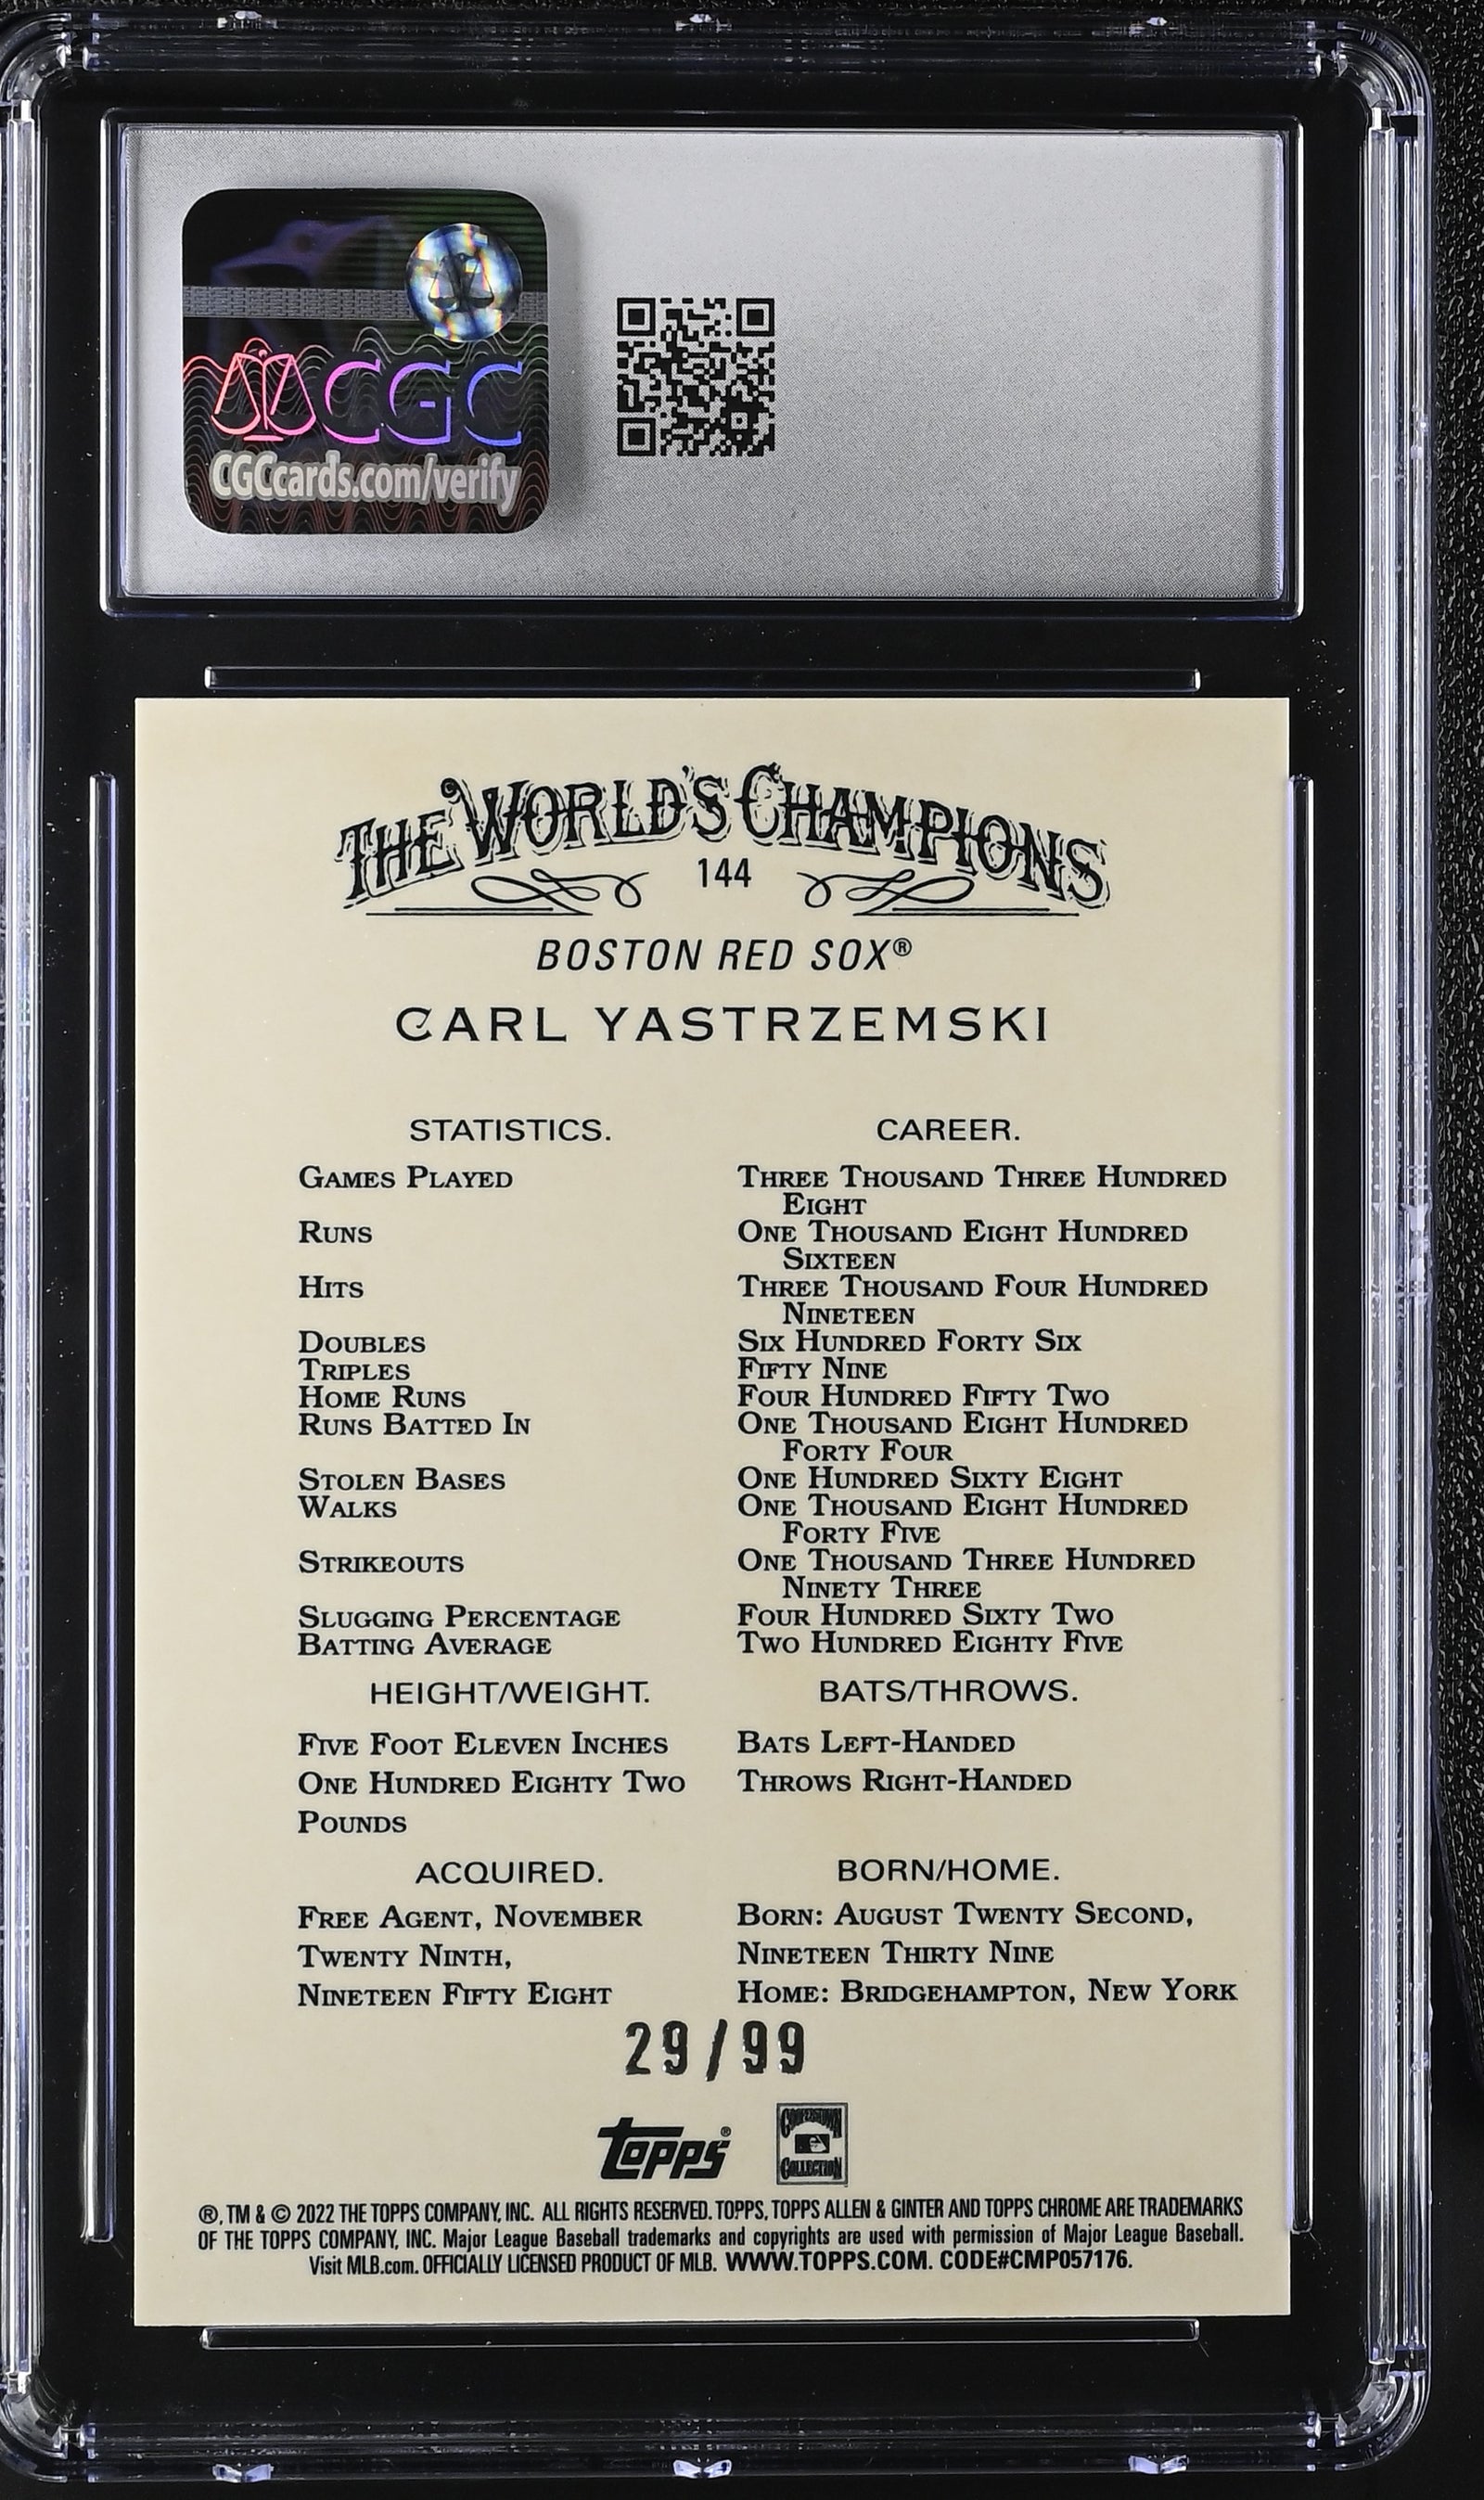 CGC
CGCcards.com/verify
THE WORLD'S CHAMPIONS
144
BOSTON RED SOX®
CARL YASTRZEMSKI
STATISTICS. CAREER.
GAMES PLAYED THREE THOUSAND THREE HUNDRED
EIGHT
RUNS ONE THOUSAND EIGHT HUNDRED
SIXTEEN
HITS THREE THOUSAND FOUR HUNDRED
NINETEEN
DOUBLES SIX HUNDRED FORTY SIX
TRIPLES FIFTY NINE
HOME RUNS FOUR HUNDRED FIFTY TWO
RUNS BATTED IN ONE THOUSAND EIGHT HUNDRED
FORTY FOUR
STOLEN BASES ONE HUNDRED SIXTY EIGHT
WALKS ONE THOUSAND EIGHT HUNDRED
FORTY FIVE
STRIKEOUTS ONE THOUSAND THREE HUNDRED
NINETY THREE
SLUGGING PERCENTAGE FOUR HUNDRED SIXTY TWO
BATTING AVERAGE TWO HUNDRED EIGHTY FIVE
HEIGHT/WEIGHT. BATS/THROWS.
FIVE FOOT ELEVEN INCHES BATS LEFT-HANDED
ONE HUNDRED EIGHTY TWO THROWS RIGHT-HANDED
POUNDS
ACQUIRED. BORN/HOME.
FREE AGENT, NOVEMBER BORN: AUGUST TWENTY SECOND,
TWENTY NINTH, NINETEEN THIRTY NINE
NINETEEN FIFTY EIGHT HOME: BRIDGEHAMPTON, NEW YORK
29/99
topps® COOPERSTOWN
COLLECTION
®, TM & © 2022 THE TOPPS COMPANY, INC. ALL RIGHTS RESERVED. TOPPS, TOPPS ALLEN & GINTER AND TOPPS CHROME ARE TRADEMARKS
OF THE TOPPS COMPANY, INC. Major League Baseball trademarks and copyrights are used with permission of Major League Baseball.
Visit MLB.com. OFFICIALLY LICENSED PRODUCT OF MLB. WWW.TOPPS.COM. CODE#CMP057176.